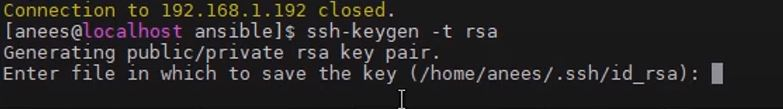 Connection to 192.168.1.192 closed.
[anees@localhost ansible]$ ssh-keygen -t rsa
Generating public/private rsa key pair.
Enter file in which to save the key (/home/anees/.ssh/id_rsa):